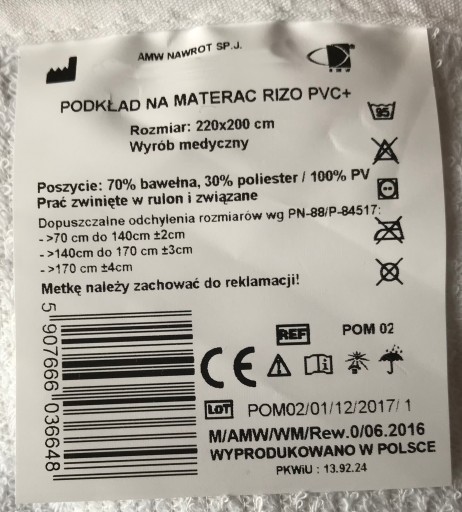 AMW NAWROT SP.J.
AMW
PODKŁAD NA MATERAC RIZO PVC+
Rozmiar: 220x200 cm
Wyrób medyczny
95
Poszycie: 70% bawełna, 30% poliester / 100% PV
Prać zwinięte w rulon i związane
Dopuszczalne odchylenia rozmiarów wg PN-88/P-84517:
->70 cm do 140cm ±2cm
->140cm do 170 cm ±3cm
->170 cm ±4cm
Metkę należy zachować do reklamacji!
5 907666 036648
REF POM 02
CE
LOT POM02/01/12/2017/ 1
M/AMW/WM/Rew.0/06.2016
WYPRODUKOWANO W POLSCE
PKWiU : 13.92.24